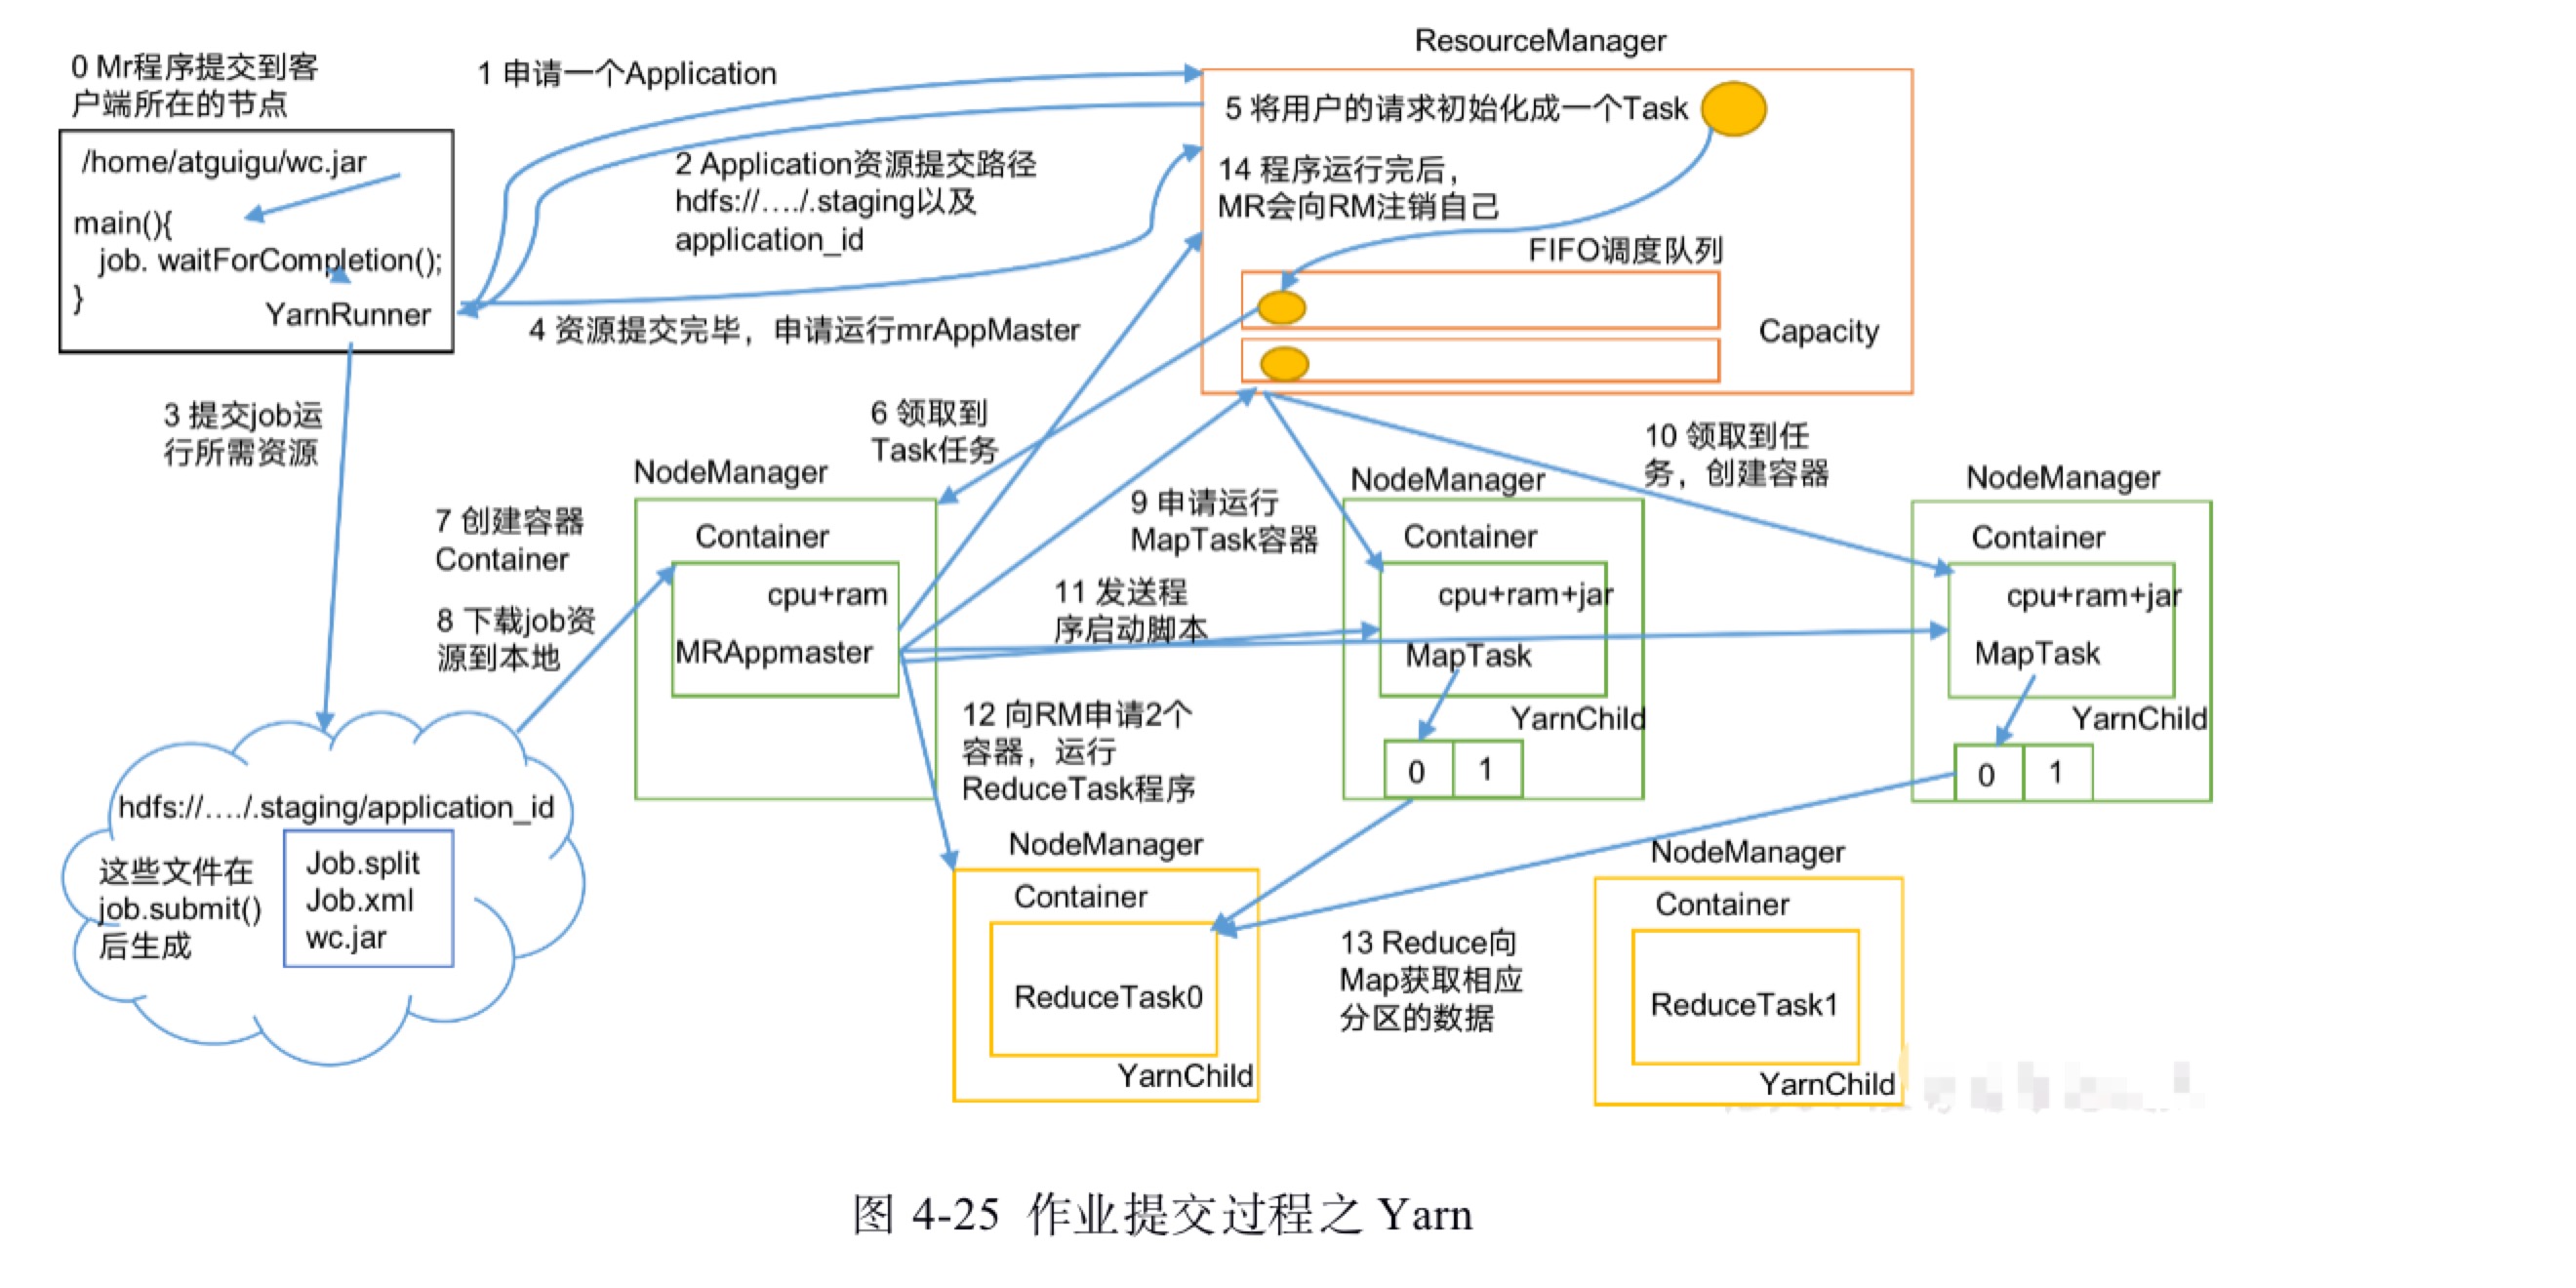 ResourceManager
0 Mr程序提交到客
户端所在的节点
1 申请一个Application
/home/atguigu/wc.jar
main(){
job. waitForCompletion();
}
YarnRunner
2 Application资源提交路径
hdfs://…./.staging以及
application_id
5 将用户的请求初始化成一个Task
14 程序运行完后，
MR会向RM注销自己
FIFO调度队列
Capacity
4 资源提交完毕，申请运行mrAppMaster
3 提交job运
行所需资源
6 领取到
Task任务
10 领取到任
务，创建容器
7 创建容器
Container
8 下载job资
源到本地
NodeManager
Container
cpu+ram
MRAppmaster
9 申请运行
MapTask容器
11 发送程
序启动脚本
NodeManager
Container
cpu+ram+jar
MapTask
YarnChild
0 1
NodeManager
Container
cpu+ram+jar
MapTask
YarnChild
0 1
12 向RM申请2个
容器，运行
ReduceTask程序
hdfs://…./.staging/application_id
这些文件在
job.submit()
后生成
Job.split
Job.xml
wc.jar
NodeManager
Container
ReduceTask0
YarnChild
13 Reduce向
Map获取相应
分区的数据
NodeManager
Container
ReduceTask1
YarnChild
图 4-25 作业提交过程之 Yarn